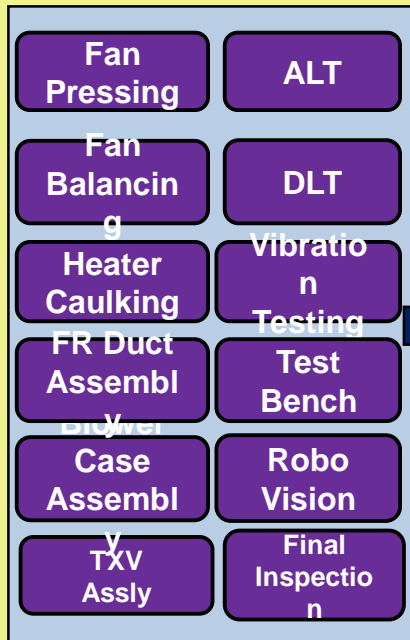 Fan
Pressing
ALT
Fan
Balancin
g
DLT
Heater
Caulking
Vibratio
n
Testing
FR Duct
Assembl
y
Test
Bench
Blower
Case
Assembl
y
Robo
Vision
TXV
Assly
Final
Inspectio
n